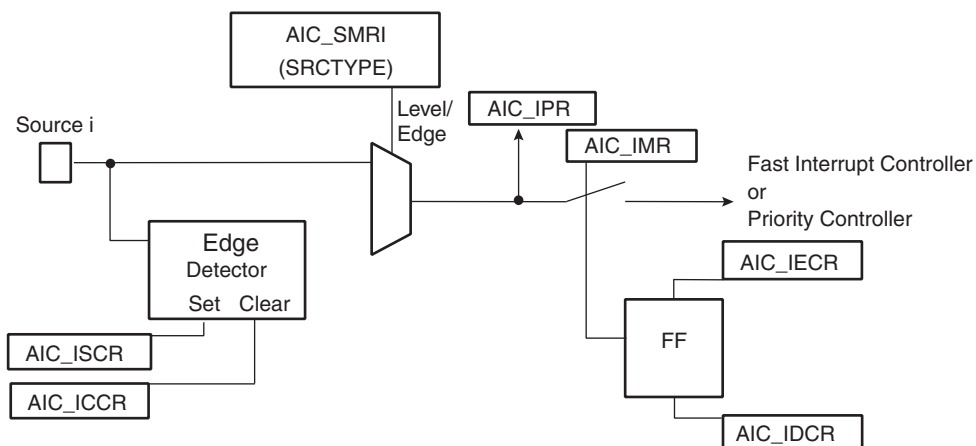 AIC_SMRI
(SRCTYPE)
Level/
Edge
AIC_IPR
AIC_IMR
Source i
Fast Interrupt Controller
or
Priority Controller
Edge
Detector
Set Clear
AIC_IECR
FF
AIC_ISCR
AIC_ICCR
AIC_IDCR